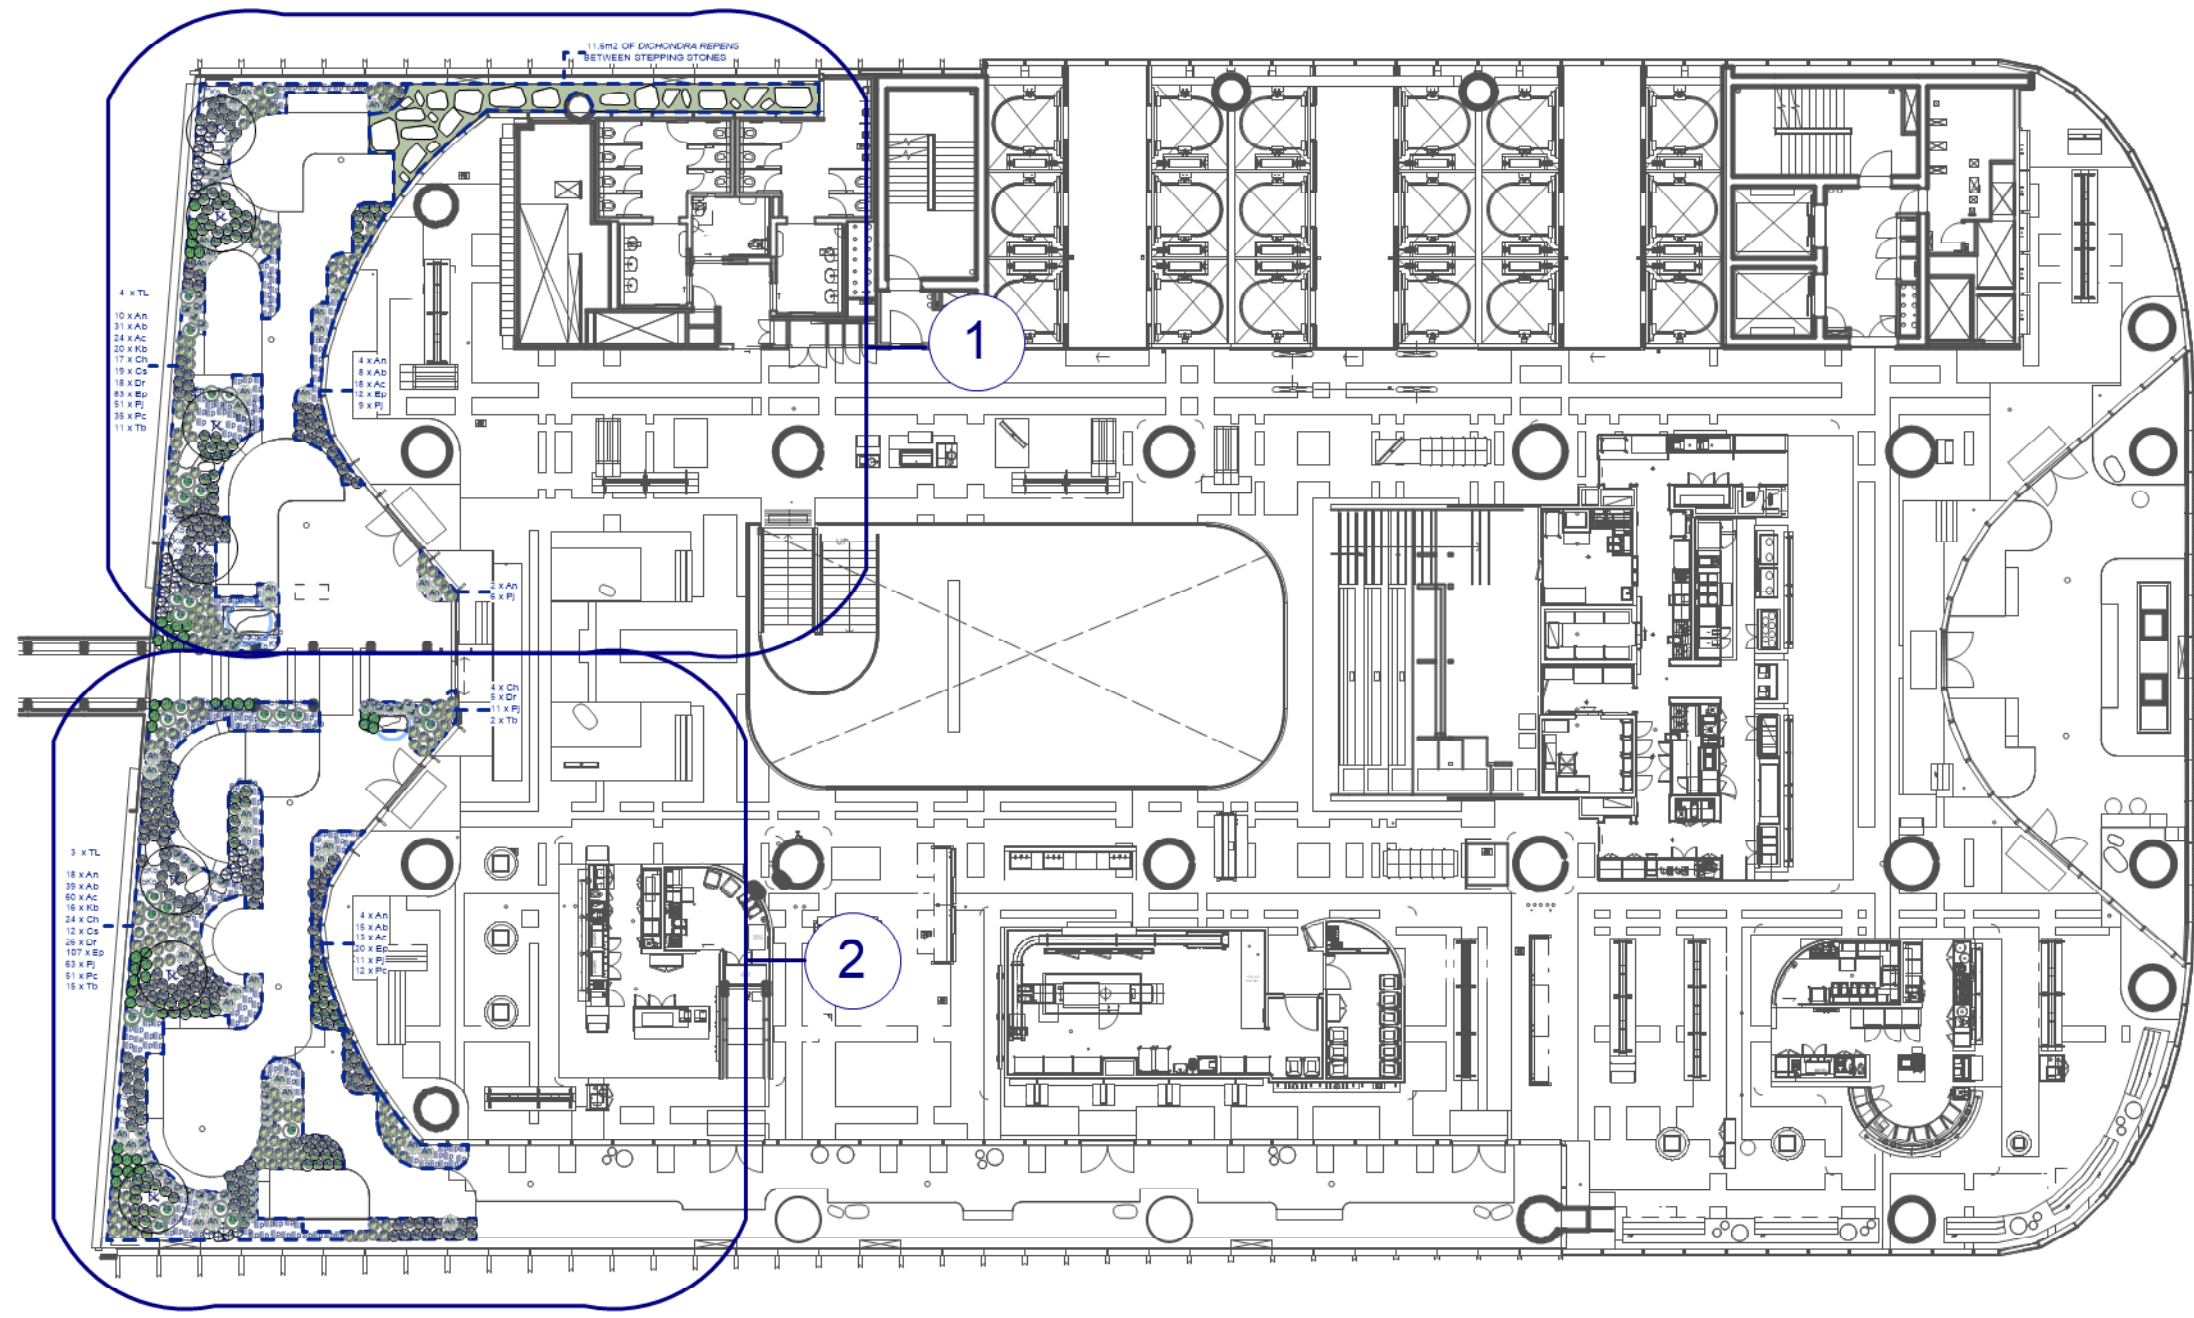 11.6m2 OF DICHONDRA REPENS
BETWEEN STEPPING STONES
4 x TL
10 x An
31 x Ab
24 x Ac
20 x Kb
17 x Ch
19 x Cs
18 x Dr
83 x Ep
51 x Pj
35 x Pc
11 x Tb
4 x An
8 x Ab
18 x Ac
12 x Ep
9 x Pj
1
UP
2 x An
6 x Pj
4 x Ch
5 x Dr
11 x Pj
2 x Tb
3 x TL
18 x An
39 x Ab
60 x Ac
16 x Kb
24 x Ch
12 x Cs
26 x Dr
107 x Ep
63 x Pj
51 x Pc
15 x Tb
4 x An
15 x Ab
13 x Ac
20 x Ep
11 x Pj
12 x Pc
2